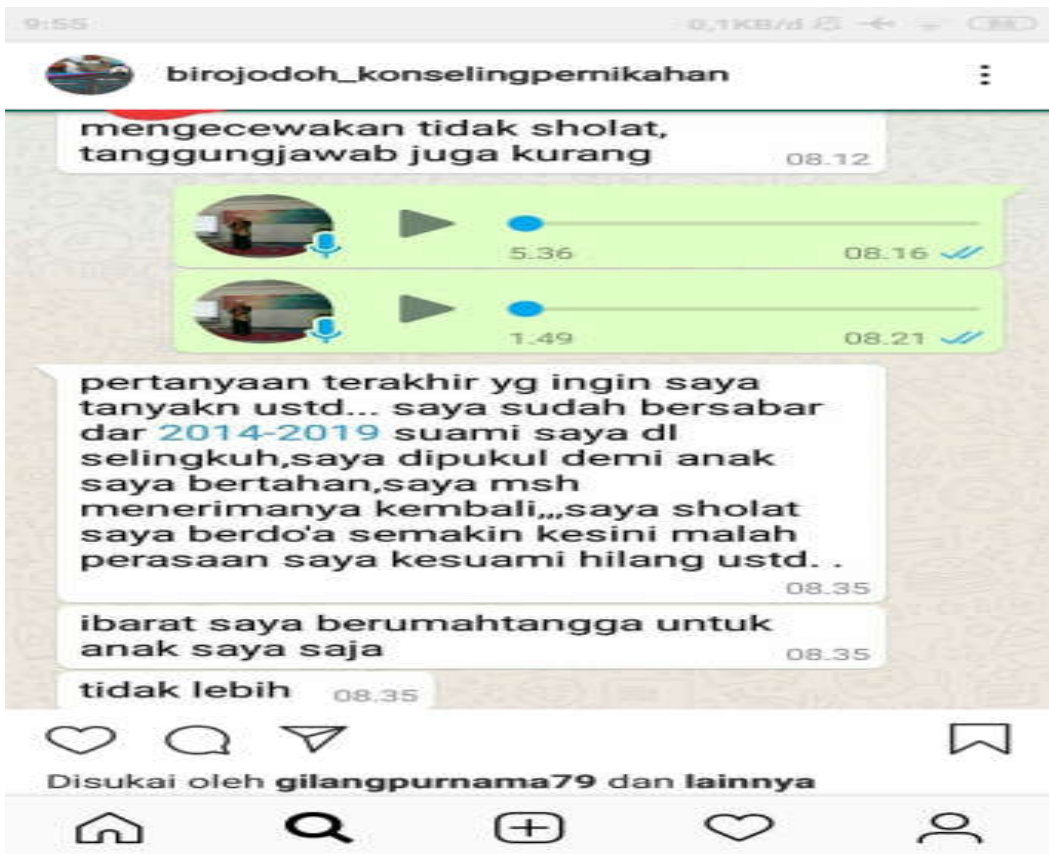 9:55
0,1KB/d
birojodoh_konselingpernikahan
mengecewakan tidak sholat,
tanggungjawab juga kurang
08.12
5.36
08.16
1:49
08.21
pertanyaan terakhir yg ingin saya
tanyakn ustd... saya sudah bersabar
dar 2014-2019 suami saya dl
selingkuh,saya dipukul demi anak
saya bertahan,saya msh
menerimanya kembali,,,saya sholat
saya berdo'a semakin kesini malah
perasaan saya kesuami hilang ustd. .
08.35
ibarat saya berumahtangga untuk
anak saya saja
08.35
tidak lebih 08.35
Disukai oleh gilangpurnama79 dan lainnya